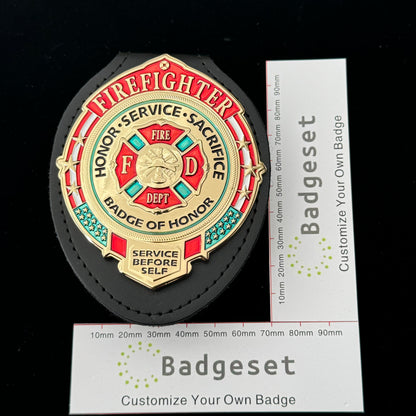 FIREFIGHTER
HONOR · SERVICE · SACRIFICE
FIRE
F D
DEPT
BADGE OF HONOR
SERVICE
BEFORE
SELF
10mm 20mm 30mm 40mm 50mm 60mm 70mm 80mm 90mm
Badgeset
Customize Your Own Badge
10mm 20mm 30mm 40mm 50mm 60mm 70mm 80mm 90mm
Badgeset
Customize Your Own Badge